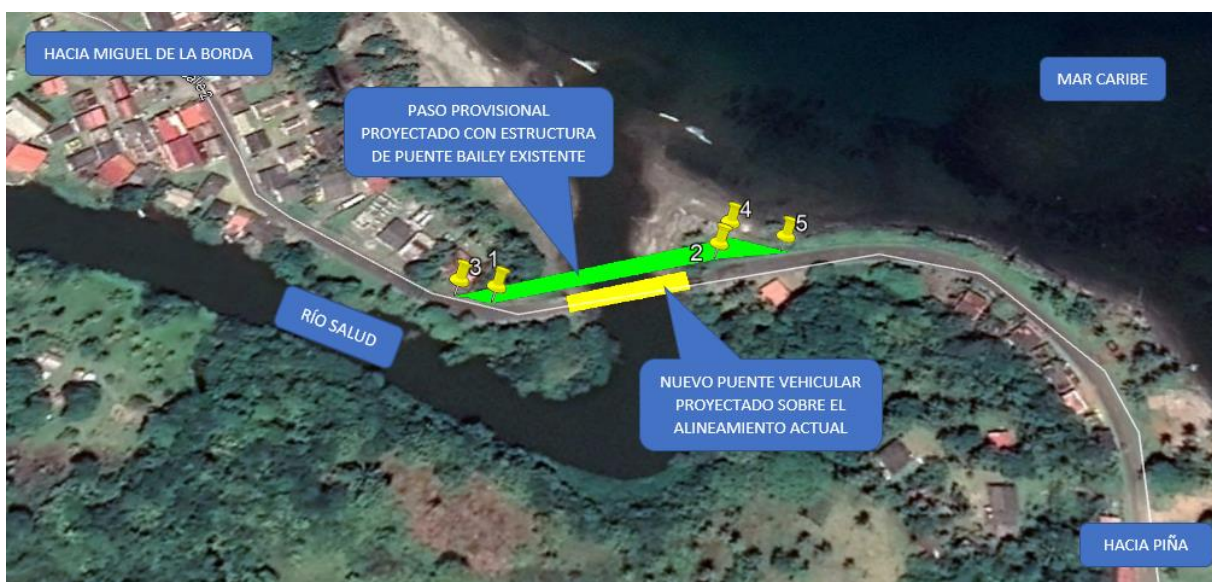 HACIA MIGUEL DE LA BORDA
MAR CARIBE
PASO PROVISIONAL
PROYECTADO CON ESTRUCTURA
DE PUENTE BAILEY EXISTENTE
4
5
2
3
1
RÍO SALUD
NUEVO PUENTE VEHICULAR
PROYECTADO SOBRE EL
ALINEAMIENTO ACTUAL
HACIA PIÑA